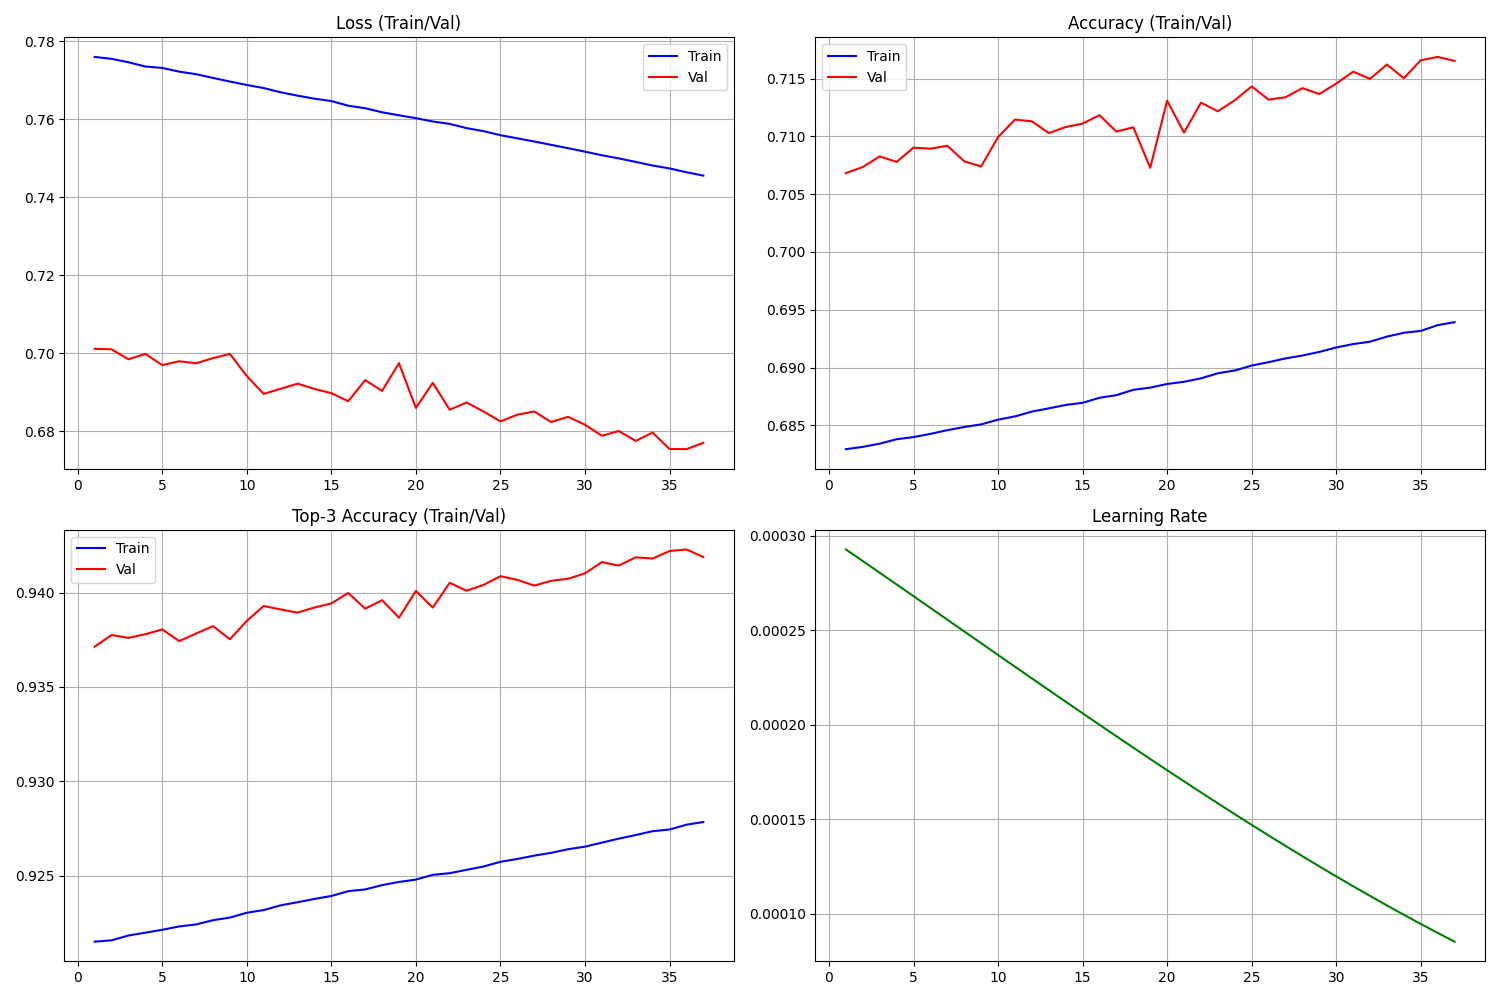 Loss (Train/Val)
0.78
0.76
0.74
0.72
0.70
0.68
Train
Val
0 5 10 15 20 25 30 35
Accuracy (Train/Val)
0.715
0.710
0.705
0.700
0.695
0.690
0.685
Train
Val
0 5 10 15 20 25 30 35
Top-3 Accuracy (Train/Val)
0.940
0.935
0.930
0.925
Train
Val
0 5 10 15 20 25 30 35
Learning Rate
0.00030
0.00025
0.00020
0.00015
0.00010
0 5 10 15 20 25 30 35